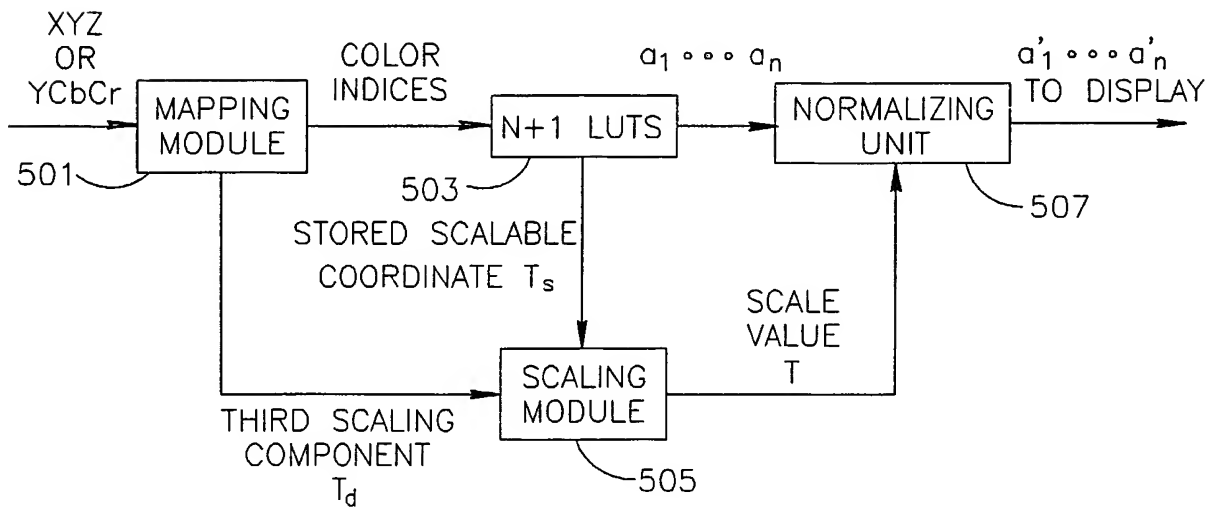 XYZ
OR
YCbCr
MAPPING
MODULE
501
COLOR
INDICES
N+1 LUTS
503
a1 ∘∘∘ an
NORMALIZING
UNIT
507
a'1 ∘∘∘ a'n
TO DISPLAY
STORED SCALABLE
COORDINATE Ts
SCALING
MODULE
505
SCALE
VALUE
T
THIRD SCALING
COMPONENT
Td